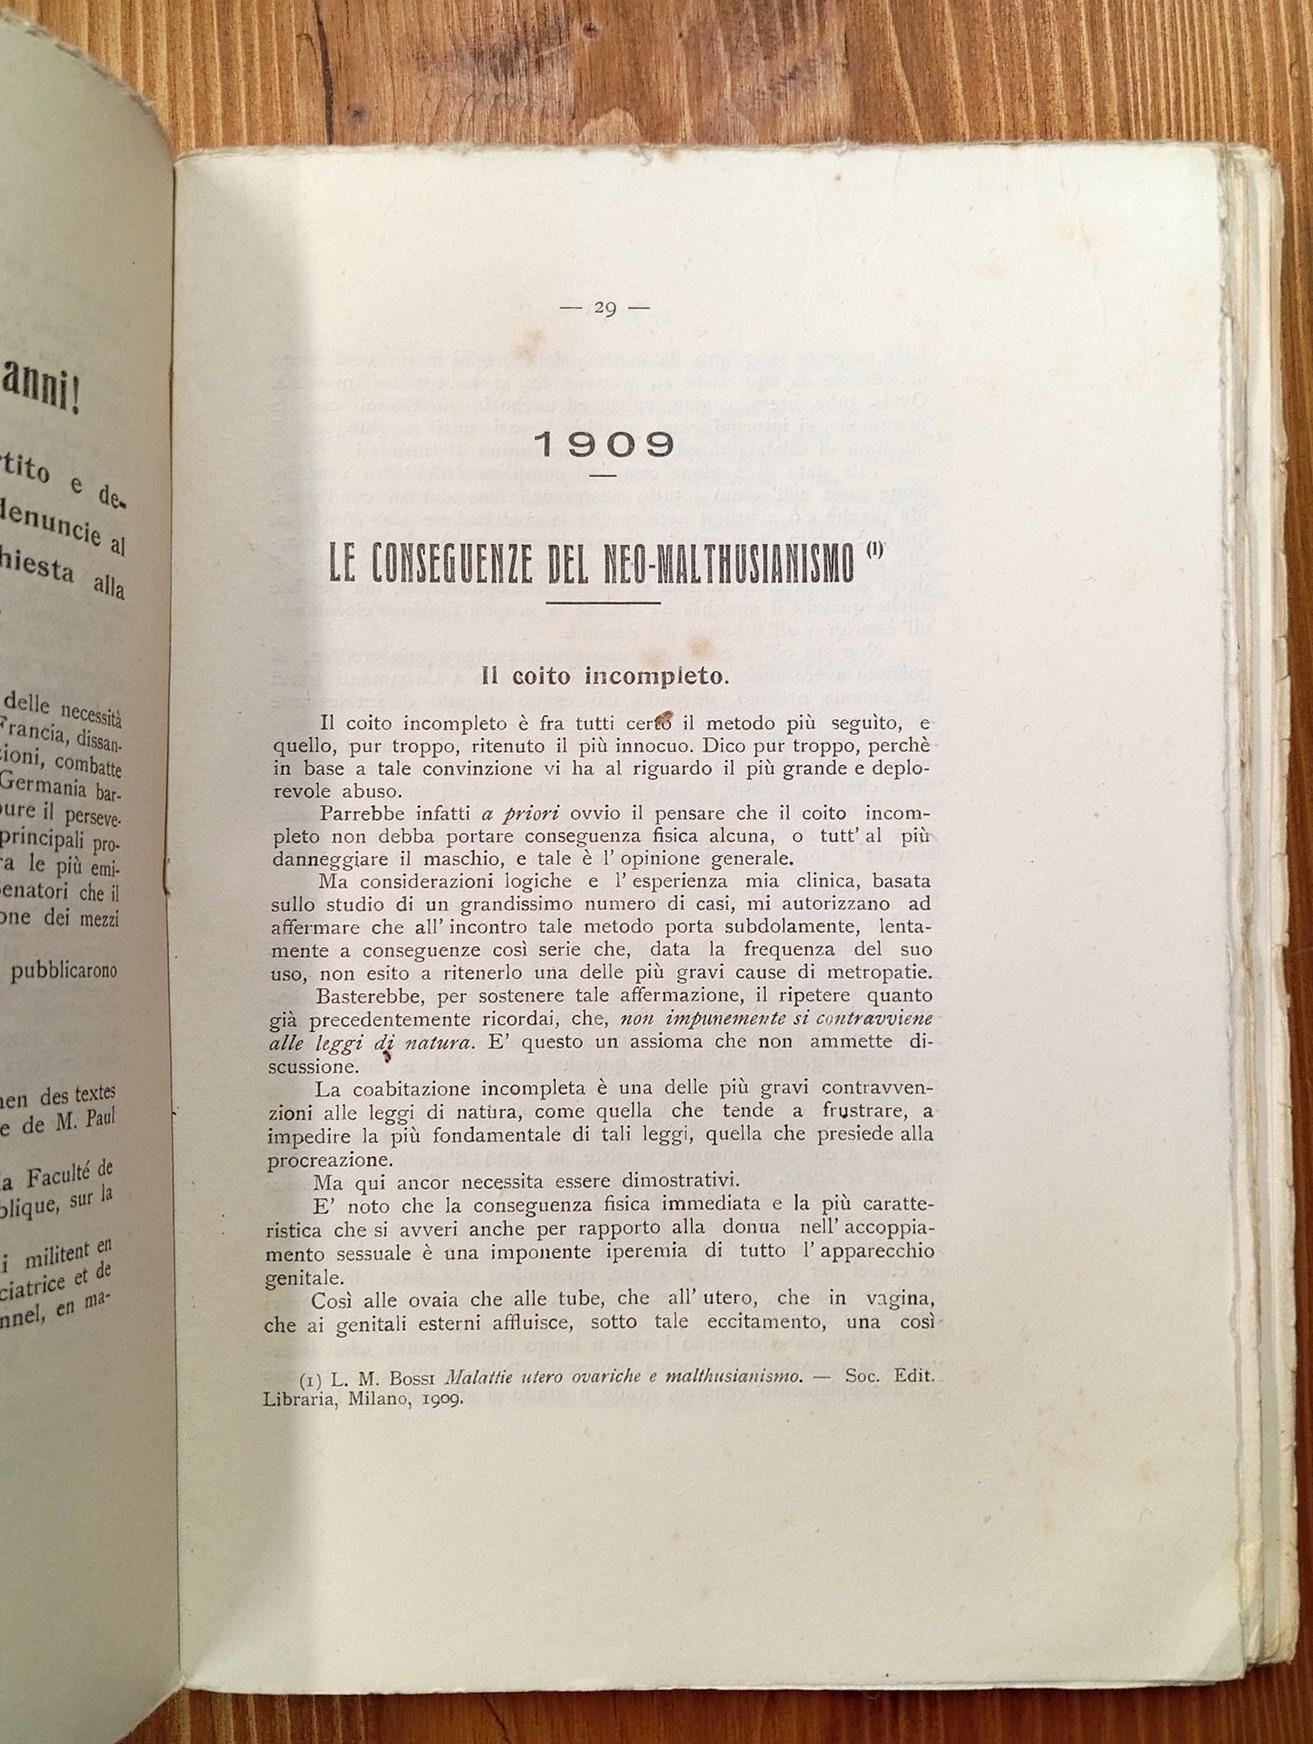 anni!
rtito e de-
denuncie al
hiesta alla
delle necessità
Francia, dissan-
zioni, combatte
Germania bar-
pure il perseve-
principali pro-
ra le più emi-
enatori che il
one dei mezzi
pubblicarono
men des textes
e de M. Paul
la Faculté de
blique, sur la
i militent en
ciatrice et de
nnel, en ma-
— 29 —
1909
LE CONSEGUENZE DEL NEO-MALTHUSIANISMO (1)
Il coito incompleto.
Il coito incompleto è fra tutti certo il metodo più seguìto, e
quello, pur troppo, ritenuto il più innocuo. Dico pur troppo, perchè
in base a tale convinzione vi ha al riguardo il più grande e deplo-
revole abuso.
Parrebbe infatti a priori ovvio il pensare che il coito incom-
pleto non debba portare conseguenza fisica alcuna, o tutt' al più
danneggiare il maschio, e tale è l' opinione generale.
Ma considerazioni logiche e l' esperienza mia clinica, basata
sullo studio di un grandissimo numero di casi, mi autorizzano ad
affermare che all' incontro tale metodo porta subdolamente, lenta-
mente a conseguenze così serie che, data la frequenza del suo
uso, non esito a ritenerlo una delle più gravi cause di metropatie.
Basterebbe, per sostenere tale affermazione, il ripetere quanto
già precedentemente ricordai, che, non impunemente si contravviene
alle leggi di natura. E' questo un assioma che non ammette di-
scussione.
La coabitazione incompleta è una delle più gravi contravven-
zioni alle leggi di natura, come quella che tende a frustrare, a
impedire la più fondamentale di tali leggi, quella che presiede alla
procreazione.
Ma qui ancor necessita essere dimostrativi.
E' noto che la conseguenza fisica immediata e la più caratte-
ristica che si avveri anche per rapporto alla donna nell' accoppia-
mento sessuale è una imponente iperemia di tutto l' apparecchio
genitale.
Così alle ovaia che alle tube, che all' utero, che in vagina,
che ai genitali esterni affluisce, sotto tale eccitamento, una così
(1) L. M. BOSSI Malattie utero ovariche e malthusianismo. — Soc. Edit.
Libraria, Milano, 1909.